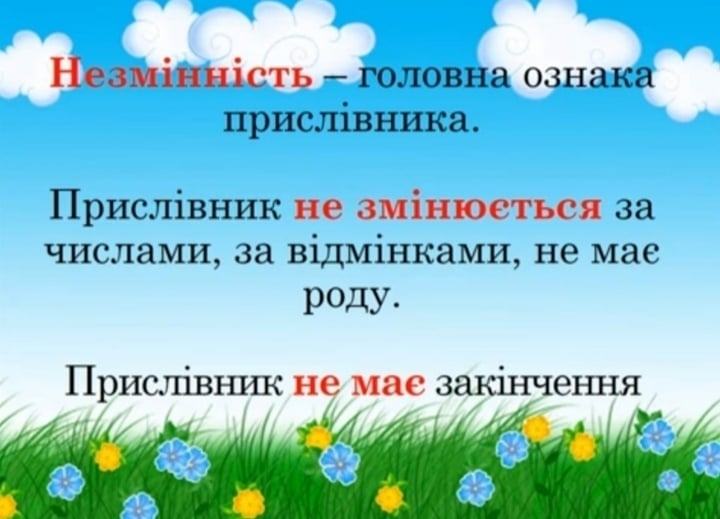 Незмінність – головна ознака
прислівника.
Прислівник не змінюється за
числами, за відмінками, не має
роду.
Прислівник не має закінчення